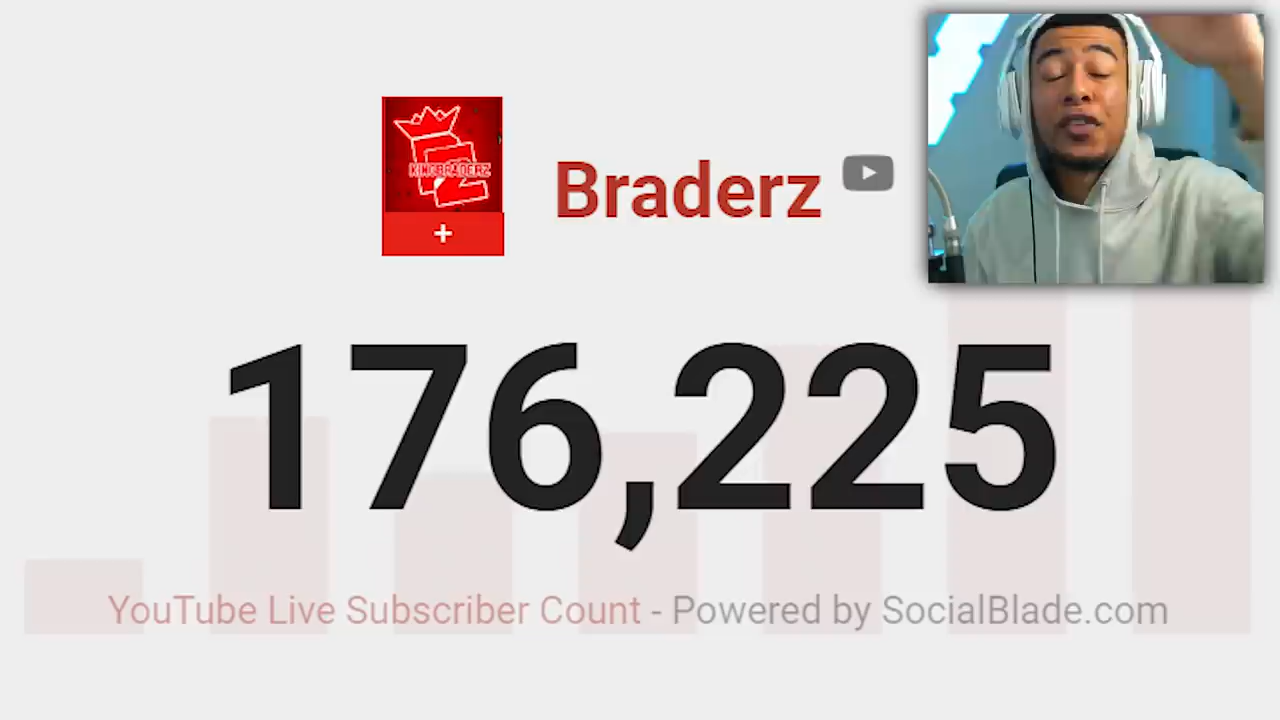 KINGBRADERZ
+
Braderz
176,225
YouTube Live Subscriber Count - Powered by SocialBlade.com